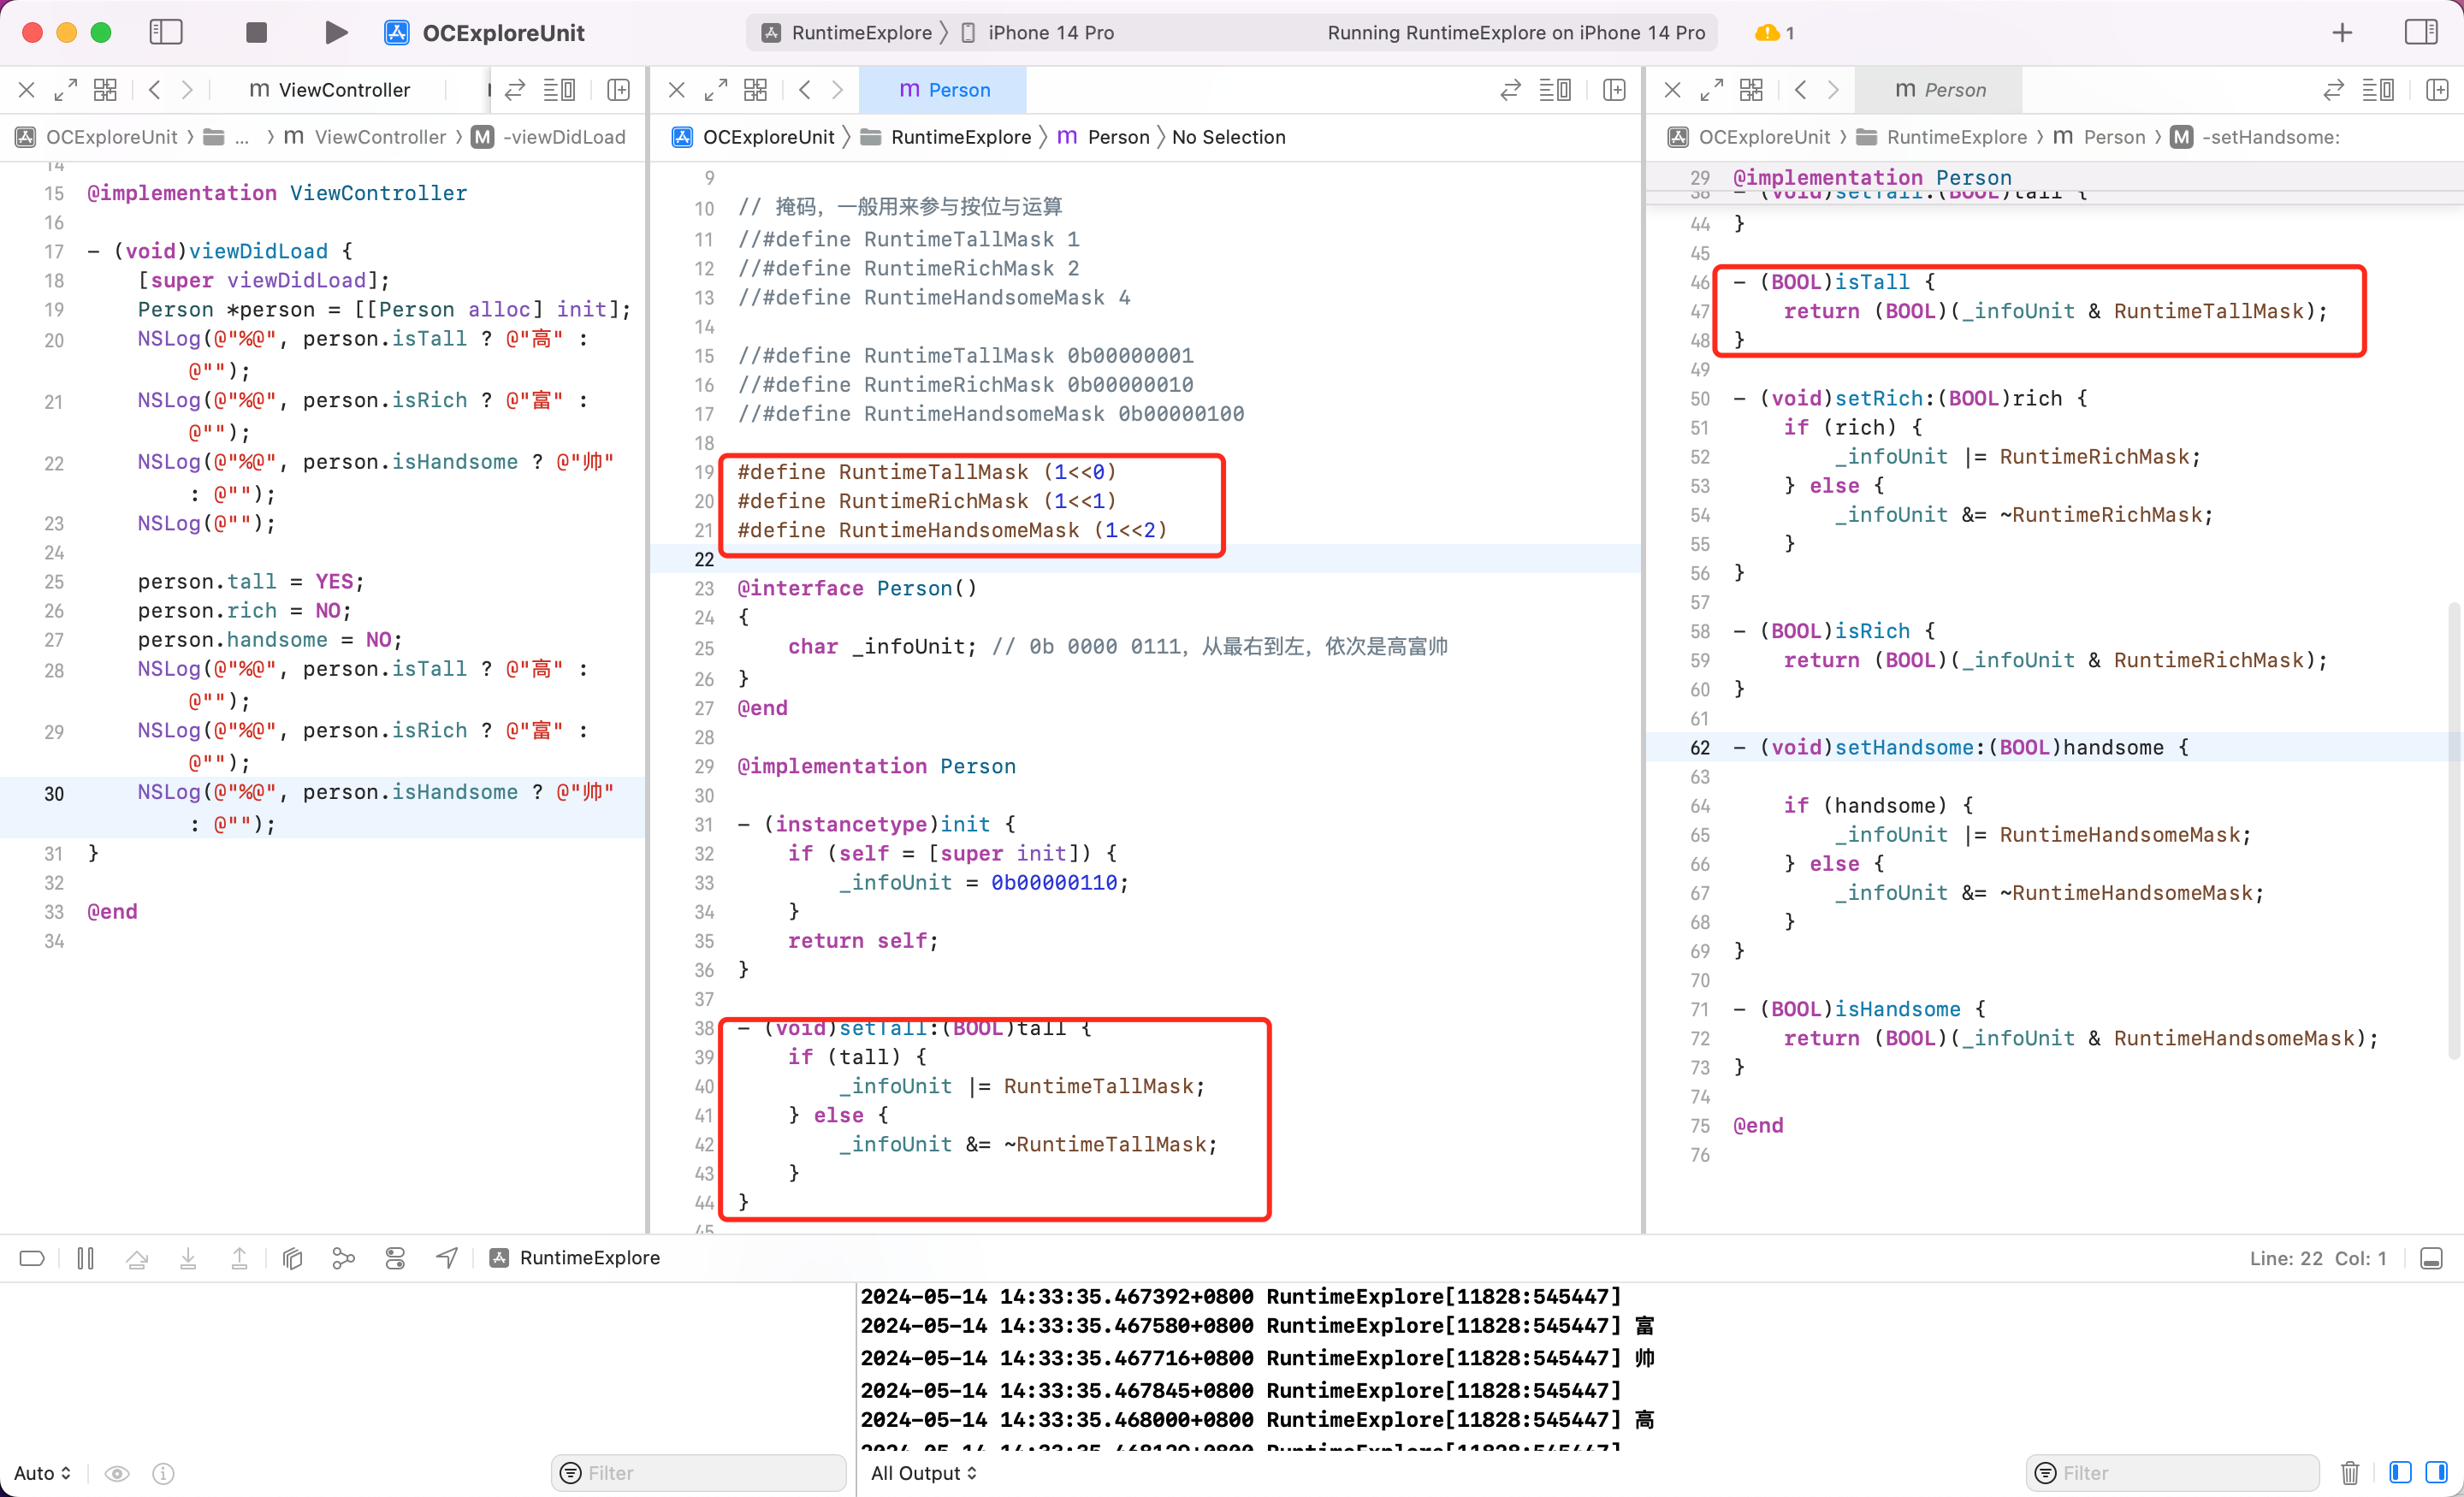 OCExploreUnit
RuntimeExplore 〉 iPhone 14 Pro
Running RuntimeExplore on iPhone 14 Pro
1
m ViewController
m Person
m Person
OCExploreUnit 〉 ... 〉 m ViewController 〉 M -viewDidLoad
14
15 @implementation ViewController
16
17 - (void)viewDidLoad {
18 [super viewDidLoad];
19 Person *person = [[Person alloc] init];
20 NSLog(@"%@", person.isTall ? @"高" :
@"");
21 NSLog(@"%@", person.isRich ? @"富" :
@"");
22 NSLog(@"%@", person.isHandsome ? @"帅"
: @"");
23 NSLog(@"");
24
25 person.tall = YES;
26 person.rich = NO;
27 person.handsome = NO;
28 NSLog(@"%@", person.isTall ? @"高" :
@"");
29 NSLog(@"%@", person.isRich ? @"富" :
@"");
30 NSLog(@"%@", person.isHandsome ? @"帅"
: @"");
31 }
32
33 @end
34
OCExploreUnit 〉 RuntimeExplore 〉 m Person 〉 No Selection
9
10 // 掩码，一般用来参与按位与运算
11 //#define RuntimeTallMask 1
12 //#define RuntimeRichMask 2
13 //#define RuntimeHandsomeMask 4
14
15 //#define RuntimeTallMask 0b00000001
16 //#define RuntimeRichMask 0b00000010
17 //#define RuntimeHandsomeMask 0b00000100
18
19 #define RuntimeTallMask (1<<0)
20 #define RuntimeRichMask (1<<1)
21 #define RuntimeHandsomeMask (1<<2)
22
23 @interface Person()
24 {
25 char _infoUnit; // 0b 0000 0111，从最右到左，依次是高富帅
26 }
27 @end
28
29 @implementation Person
30
31 - (instancetype)init {
32 if (self = [super init]) {
33 _infoUnit = 0b00000110;
34 }
35 return self;
36 }
37
38 - (void)setTall:(BOOL)tall {
39 if (tall) {
40 _infoUnit |= RuntimeTallMask;
41 } else {
42 _infoUnit &= ~RuntimeTallMask;
43 }
44 }
45
OCExploreUnit 〉 RuntimeExplore 〉 m Person 〉 M -setHandsome:
29 @implementation Person
38 - (void)setTall:(BOOL)tall {
44 }
45
46 - (BOOL)isTall {
47 return (BOOL)(_infoUnit & RuntimeTallMask);
48 }
49
50 - (void)setRich:(BOOL)rich {
51 if (rich) {
52 _infoUnit |= RuntimeRichMask;
53 } else {
54 _infoUnit &= ~RuntimeRichMask;
55 }
56 }
57
58 - (BOOL)isRich {
59 return (BOOL)(_infoUnit & RuntimeRichMask);
60 }
61
62 - (void)setHandsome:(BOOL)handsome {
63
64 if (handsome) {
65 _infoUnit |= RuntimeHandsomeMask;
66 } else {
67 _infoUnit &= ~RuntimeHandsomeMask;
68 }
69 }
70
71 - (BOOL)isHandsome {
72 return (BOOL)(_infoUnit & RuntimeHandsomeMask);
73 }
74
75 @end
76
RuntimeExplore
Line: 22 Col: 1
2024-05-14 14:33:35.467392+0800 RuntimeExplore[11828:545447]
2024-05-14 14:33:35.467580+0800 RuntimeExplore[11828:545447] 富
2024-05-14 14:33:35.467716+0800 RuntimeExplore[11828:545447] 帅
2024-05-14 14:33:35.467845+0800 RuntimeExplore[11828:545447]
2024-05-14 14:33:35.468000+0800 RuntimeExplore[11828:545447] 高
Auto
Filter
All Output
Filter